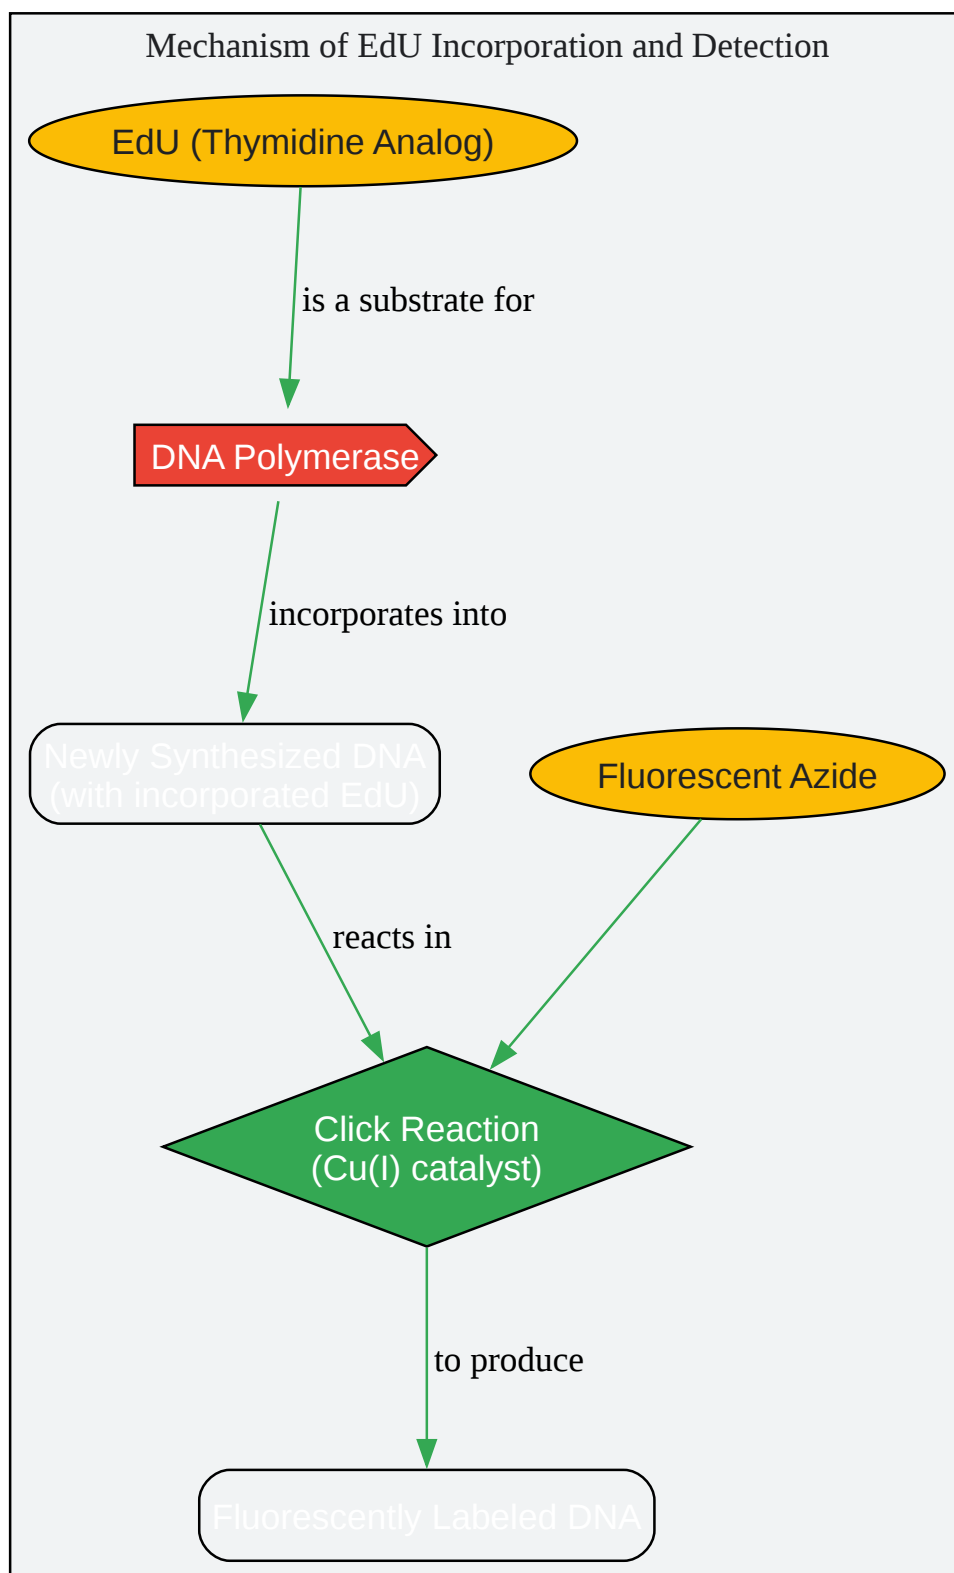 Mechanism of EdU Incorporation and Detection
EdU (Thymidine Analog)
is a substrate for
DNA Polymerase
incorporates into
Newly Synthesized DNA
(with incorporated EdU)
Fluorescent Azide
reacts in
Click Reaction
(Cu(I) catalyst)
to produce
Fluorescently Labeled DNA